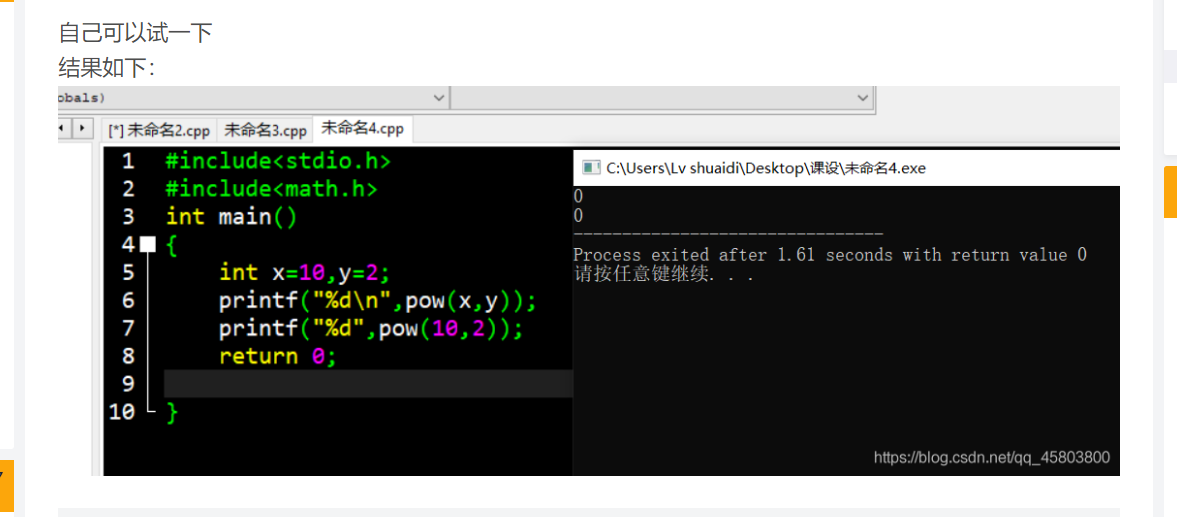 自己可以试一下
结果如下：
obals)
[*] 未命名2.cpp 未命名3.cpp 未命名4.cpp
1 #include<stdio.h>
2 #include<math.h>
3 int main()
4 {
5 int x=10,y=2;
6 printf("%d\n",pow(x,y));
7 printf("%d",pow(10,2));
8 return 0;
9
10 }
C:\Users\Lv shuaidi\Desktop\课设\未命名4.exe
0
0
--------------------------------
Process exited after 1.61 seconds with return value 0
请按任意键继续. . .
https://blog.csdn.net/qq_45803800